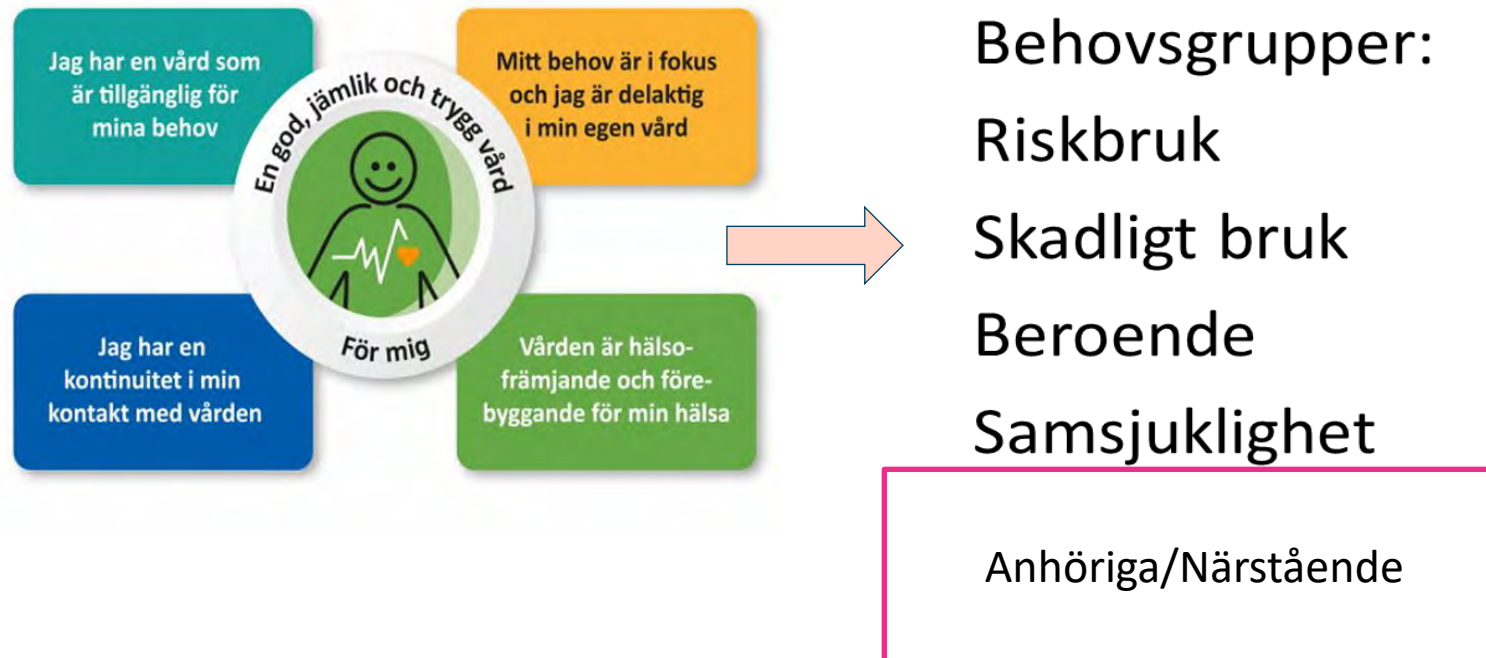 Jag har en vård som
är tillgänglig för
mina behov
Mitt behov är i fokus
och jag är delaktig
i min egen vård
En god, jämlik och trygg vård
För mig
Jag har en
kontinuitet i min
kontakt med vården
Vården är hälso-
främjande och före-
byggande för min hälsa
Behovsgrupper:
Riskbruk
Skadligt bruk
Beroende
Samsjuklighet
Anhöriga/Närstående